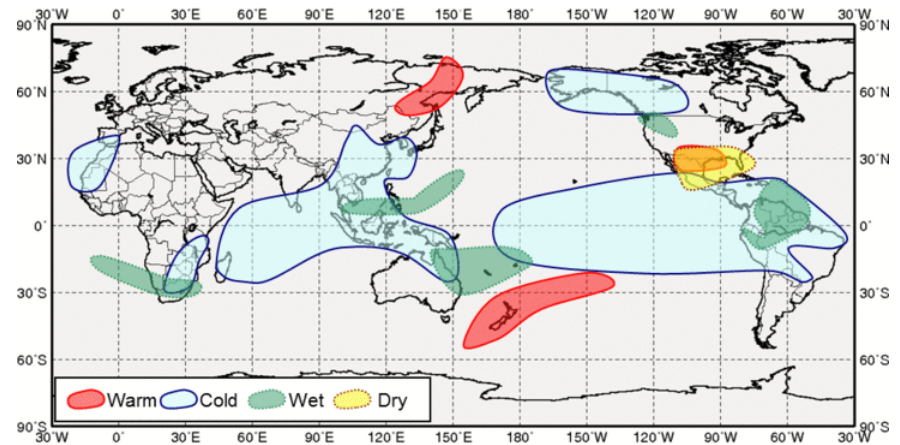 30˚W 0˚ 30˚E 60˚E 90˚E 120˚E 150˚E 180˚ 150˚W 120˚W 90˚W 60˚W 30˚W
90˚N 90˚N
60˚N 60˚N
30˚N 30˚N
0˚ 0˚
30˚S 30˚S
60˚S 60˚S
Warm Cold Wet Dry
90˚S 90˚S
30˚W 0˚ 30˚E 60˚E 90˚E 120˚E 150˚E 180˚ 150˚W 120˚W 90˚W 60˚W 30˚W